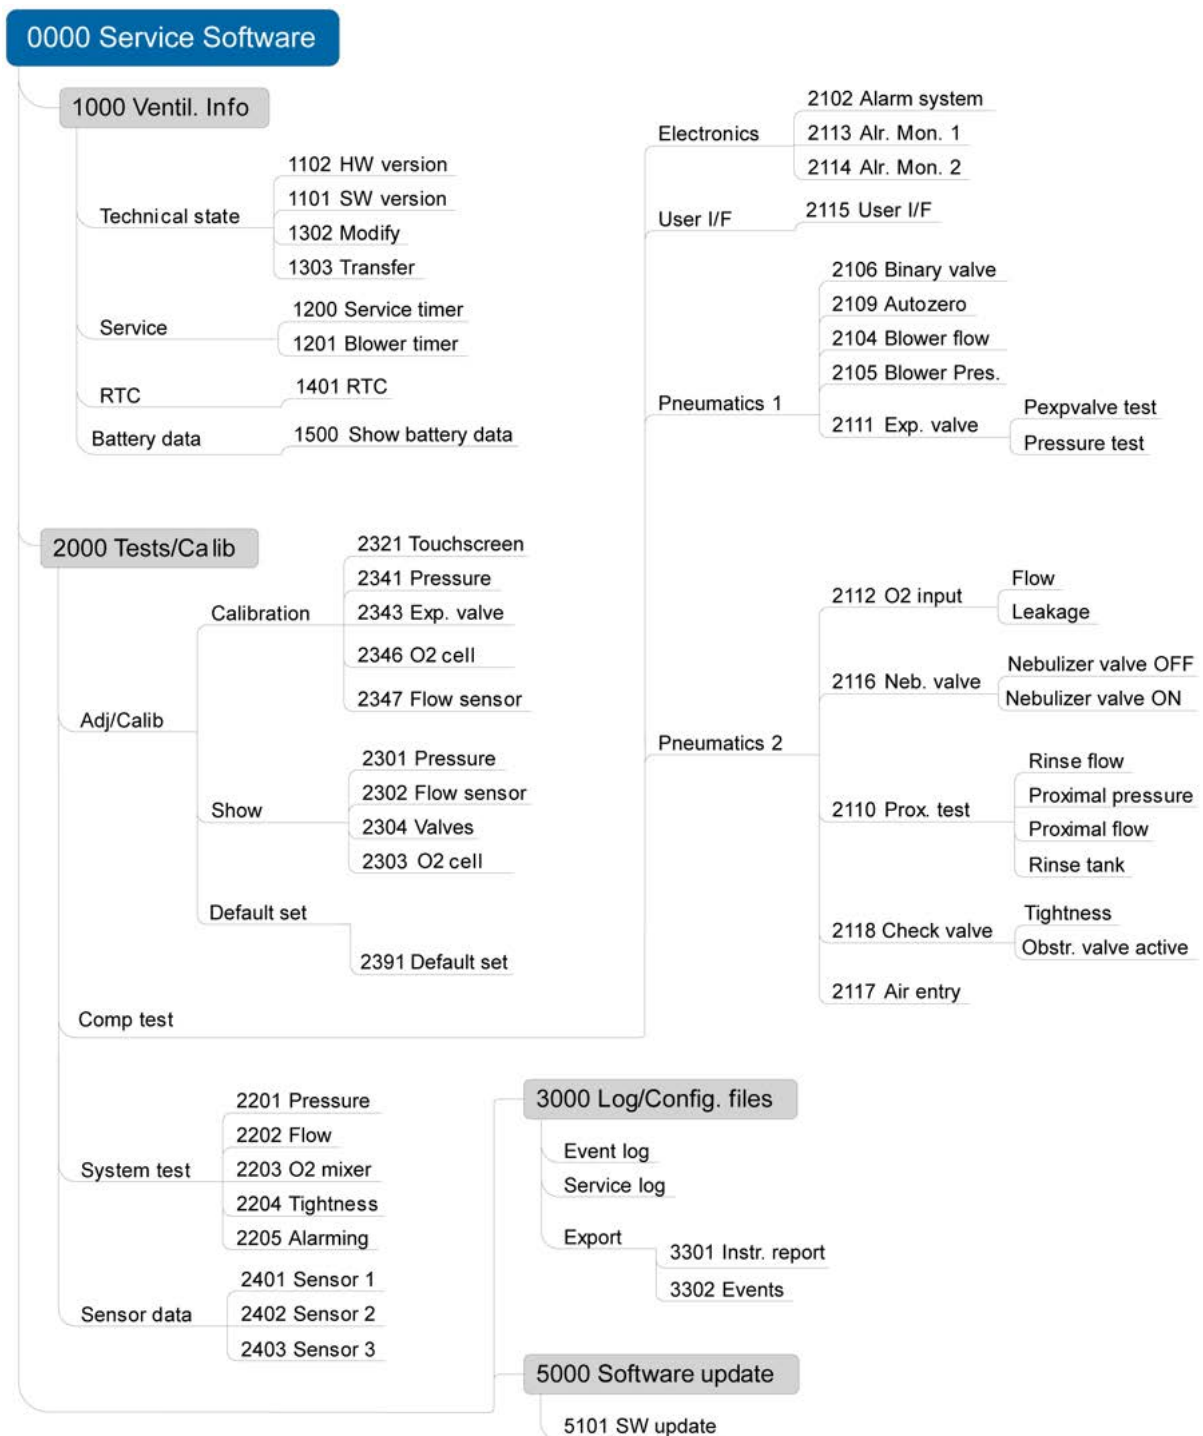 0000 Service Software
1000 Ventil. Info
Technical state
1102 HW version
1101 SW version
1302 Modify
1303 Transfer
Service
1200 Service timer
1201 Blower timer
RTC
1401 RTC
Battery data
1500 Show battery data
2000 Tests/Calib
Adj/Calib
Calibration
2321 Touchscreen
2341 Pressure
2343 Exp. valve
2346 O2 cell
2347 Flow sensor
Show
2301 Pressure
2302 Flow sensor
2304 Valves
2303 O2 cell
Default set
2391 Default set
Comp test
Electronics
2102 Alarm system
2113 Alr. Mon. 1
2114 Alr. Mon. 2
User I/F
2115 User I/F
Pneumatics 1
2106 Binary valve
2109 Autozero
2104 Blower flow
2105 Blower Pres.
2111 Exp. valve
Pexpvalve test
Pressure test
Pneumatics 2
2112 O2 input
Flow
Leakage
2116 Neb. valve
Nebulizer valve OFF
Nebulizer valve ON
2110 Prox. test
Rinse flow
Proximal pressure
Proximal flow
Rinse tank
2118 Check valve
Tightness
Obstr. valve active
2117 Air entry
System test
2201 Pressure
2202 Flow
2203 O2 mixer
2204 Tightness
2205 Alarming
Sensor data
2401 Sensor 1
2402 Sensor 2
2403 Sensor 3
3000 Log/Config. files
Event log
Service log
Export
3301 Instr. report
3302 Events
5000 Software update
5101 SW update